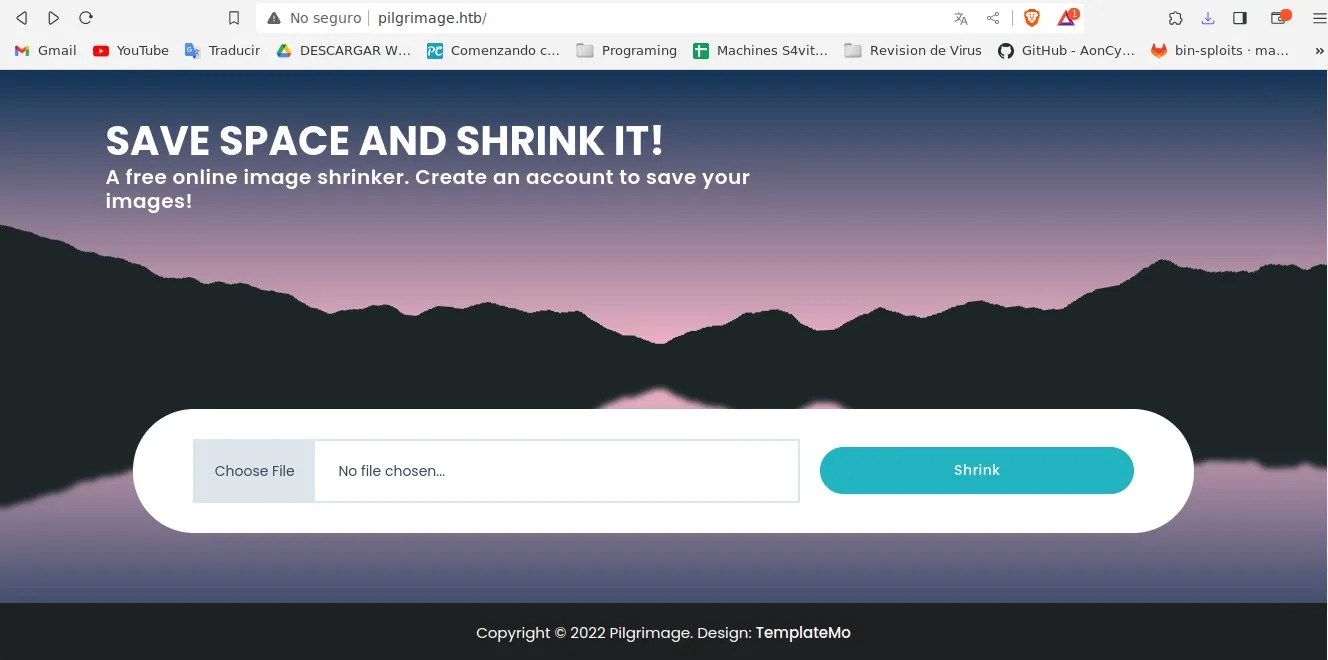 No seguro pilgrimage.htb/
1
Gmail YouTube Traducir DESCARGAR W... Comenzando c... Programing Machines S4vit... Revision de Virus GitHub - AonCy... bin-sploits · ma... »
SAVE SPACE AND SHRINK IT!
A free online image shrinker. Create an account to save your
images!
Choose File No file chosen... Shrink
Copyright © 2022 Pilgrimage. Design: TemplateMo